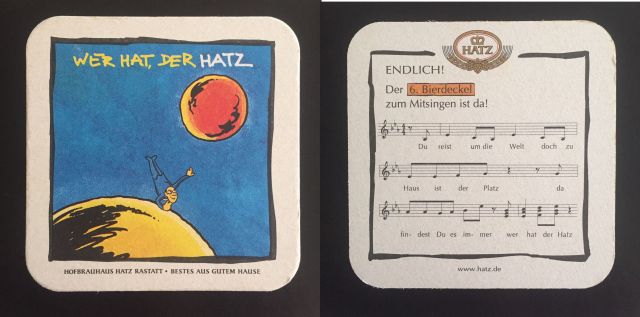 WER HAT, DER HATZ
HOFBRAUHAUS HATZ RASTATT • BESTES AUS GUTEM HAUSE
HATZ
ENDLICH!
Der 6. Bierdeckel
zum Mitsingen ist da!
Du reist um die Welt doch zu
Haus ist der Platz da
fin- dest Du es im- mer wer hat der Hatz
www.hatz.de